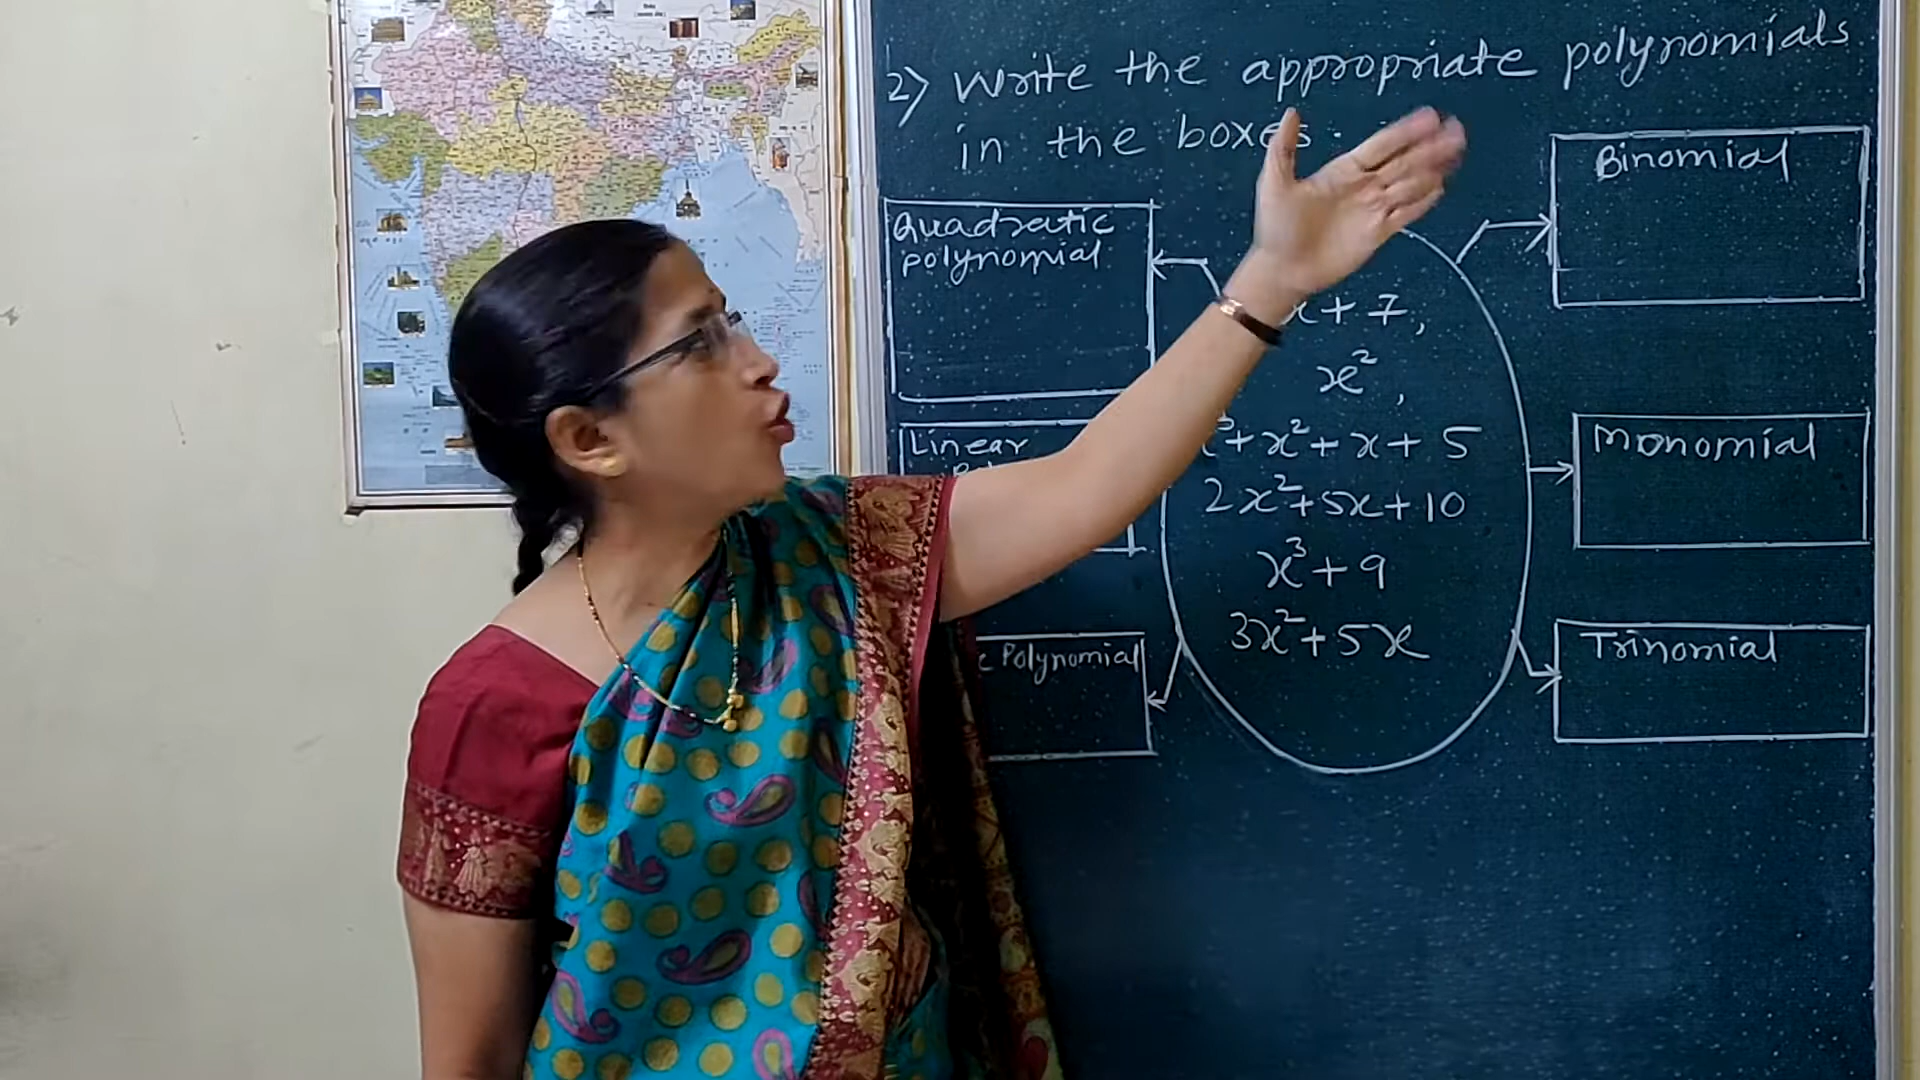 2) Write the appropriate polynomials
in the boxes.
Quadratic
polynomial
Linear
Polynomial
x + 7,
x²,
+ x² + x + 5
2x² + 5x + 10
x³ + 9
3x² + 5x
Binomial
Monomial
Trinomial